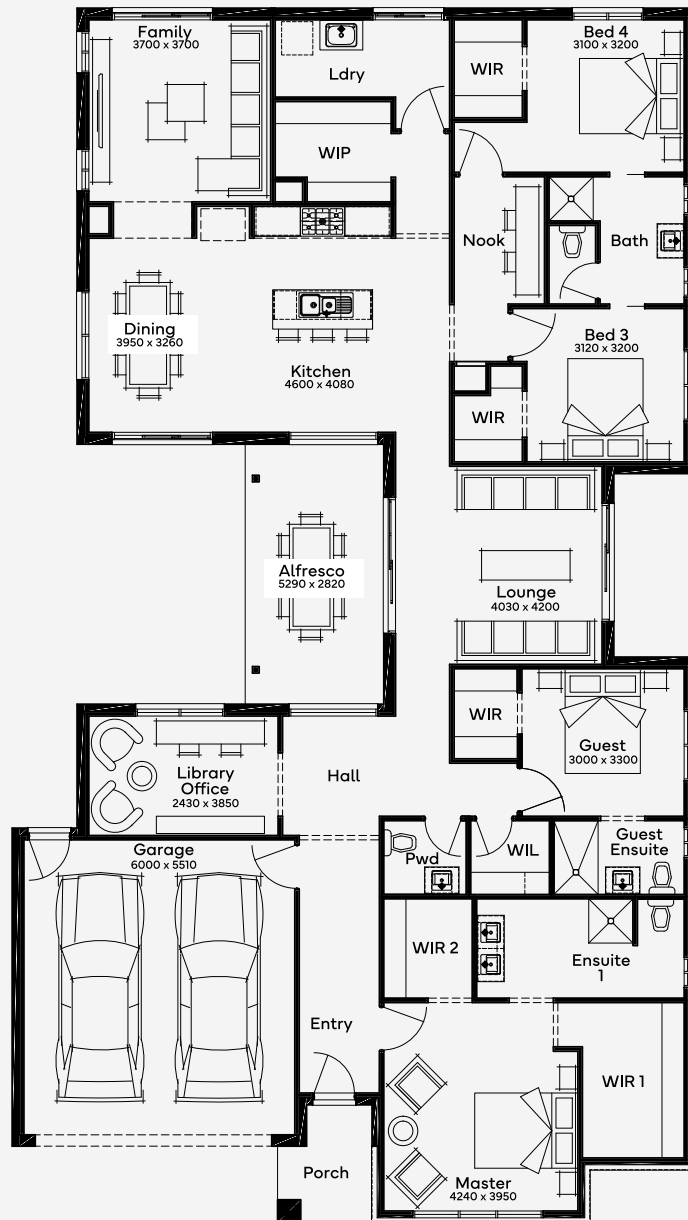 Family
3700 x 3700
Ldry
WIR
Bed 4
3100 x 3200
WIP
Nook
Bath
Dining
3950 x 3260
Kitchen
4600 x 4080
Bed 3
3120 x 3200
WIR
Alfresco
5290 x 2820
Lounge
4030 x 4200
WIR
Guest
3000 x 3300
Library
Office
2430 x 3850
Hall
Garage
6000 x 5510
Pwd
WIL
Guest
Ensuite
WIR 2
Ensuite
1
Entry
WIR 1
Porch
Master
4240 x 3950